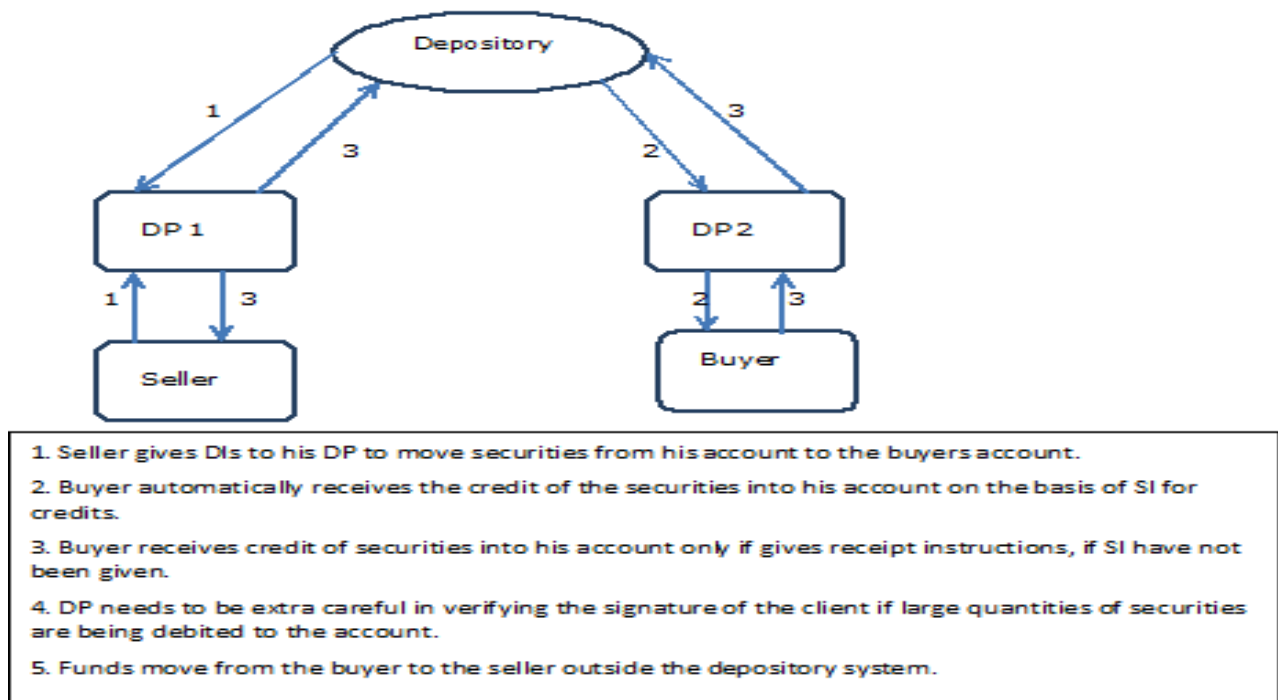 Depository
1
3
3
2
DP 1
DP2
1
3
2
3
Seller
Buyer
1. Seller gives DIs to his DP to move securities from his account to the buyers account.
2. Buyer automatically receives the credit of the securities into his account on the basis of SI for
credits.
3. Buyer receives credit of securities into his account only if gives receipt instructions, if SI have not
been given.
4. DP needs to be extra careful in verifying the signature of the client if large quantities of securities
are being debited to the account.
5. Funds move from the buyer to the seller outside the depository system.